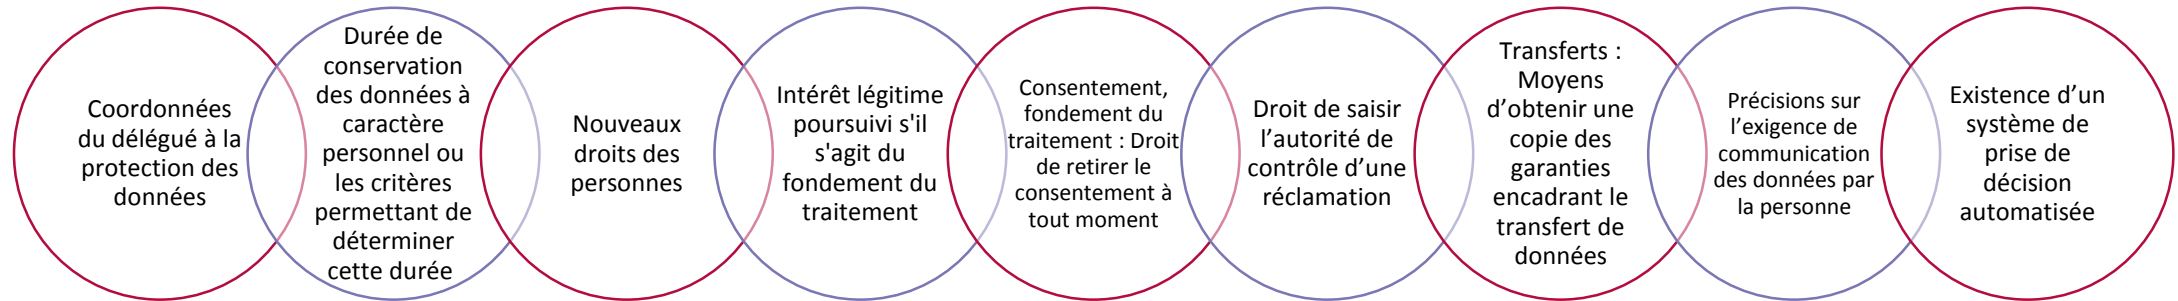 Coordonnées
du délégué à la
protection des
données
Durée de
conservation
des données à
caractère
personnel ou
les critères
permettant de
déterminer
cette durée
Nouveaux
droits des
personnes
Intérêt légitime
poursuivi s'il
s'agit du
fondement du
traitement
Consentement,
fondement du
traitement : Droit
de retirer le
consentement à
tout moment
Droit de saisir
l’autorité de
contrôle d’une
réclamation
Transferts :
Moyens
d’obtenir une
copie des
garanties
encadrant le
transfert de
données
Précisions sur
l’exigence de
communication
des données par
la personne
Existence d’un
système de
prise de
décision
automatisée